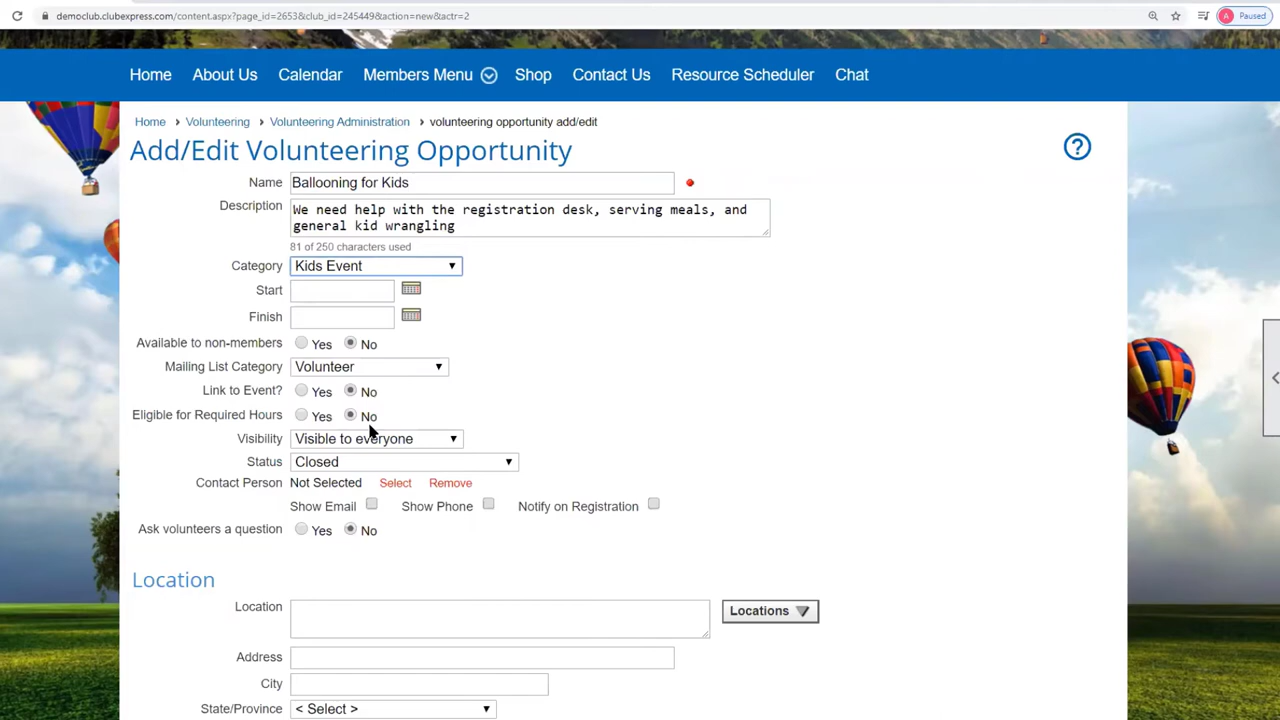 democlub.clubexpress.com/content.aspx?page_id=2653&club_id=245449&action=new&actr=2
A Paused
Home About Us Calendar Members Menu Shop Contact Us Resource Scheduler Chat
Home > Volunteering > Volunteering Administration > volunteering opportunity add/edit
Add/Edit Volunteering Opportunity ?
Name Ballooning for Kids
Description We need help with the registration desk, serving meals, and
general kid wrangling
81 of 250 characters used
Category Kids Event
Start
Finish
Available to non-members Yes No
Mailing List Category Volunteer
Link to Event? Yes No
Eligible for Required Hours Yes No
Visibility Visible to everyone
Status Closed
Contact Person Not Selected Select Remove
Show Email Show Phone Notify on Registration
Ask volunteers a question Yes No
Location
Location Locations
Address
City
State/Province < Select >